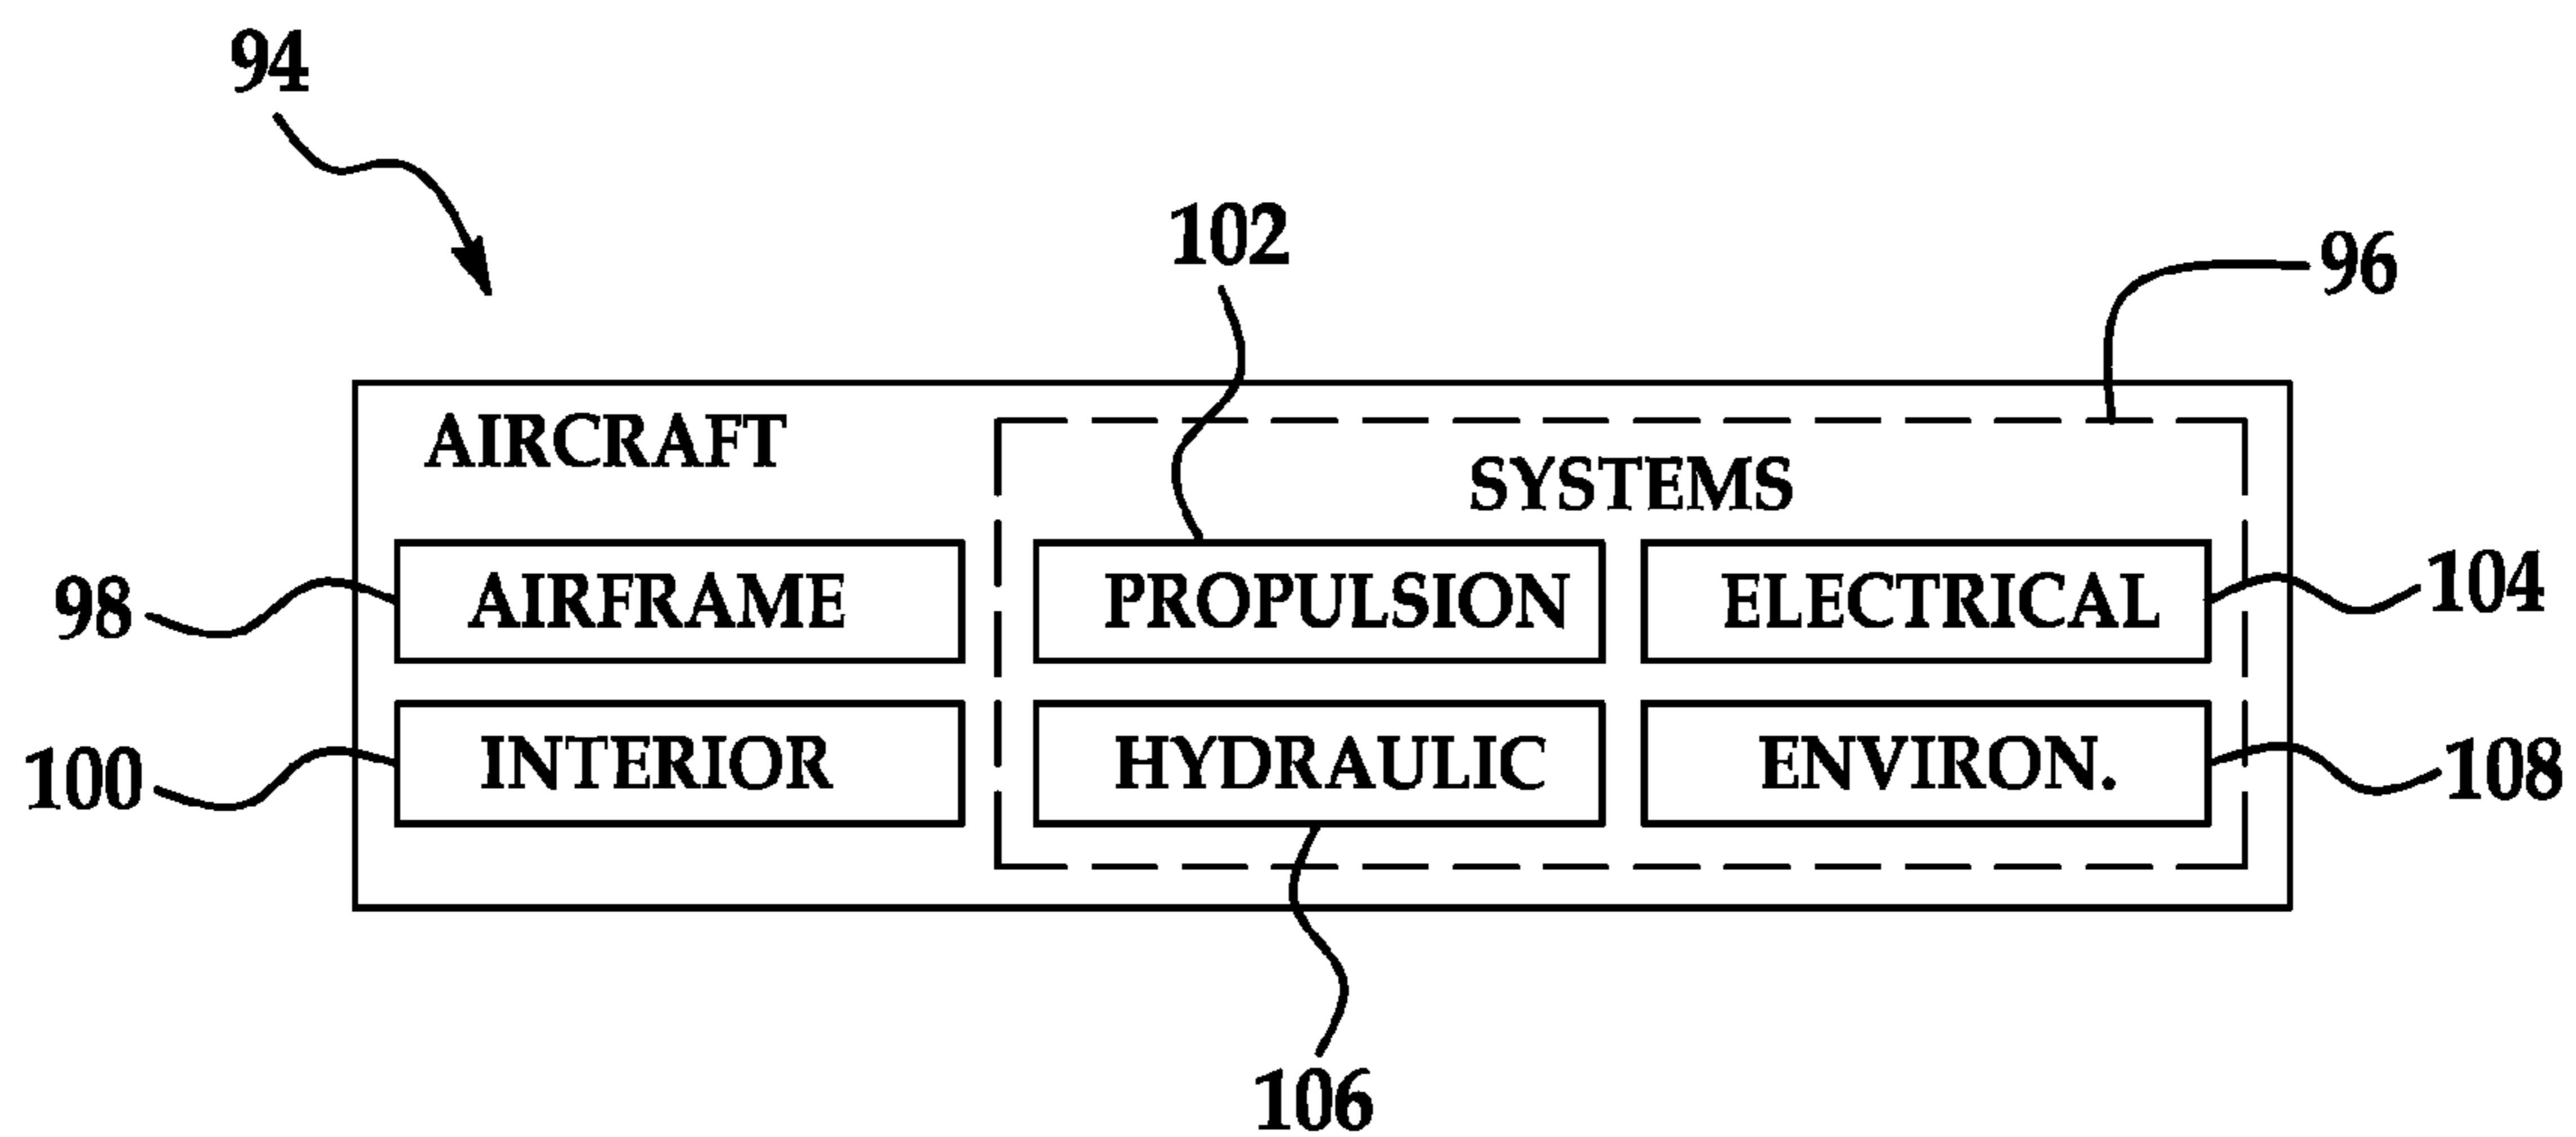 94
102
96
AIRCRAFT
SYSTEMS
98
AIRFRAME
PROPULSION
ELECTRICAL
104
100
INTERIOR
HYDRAULIC
ENVIRON.
108
106